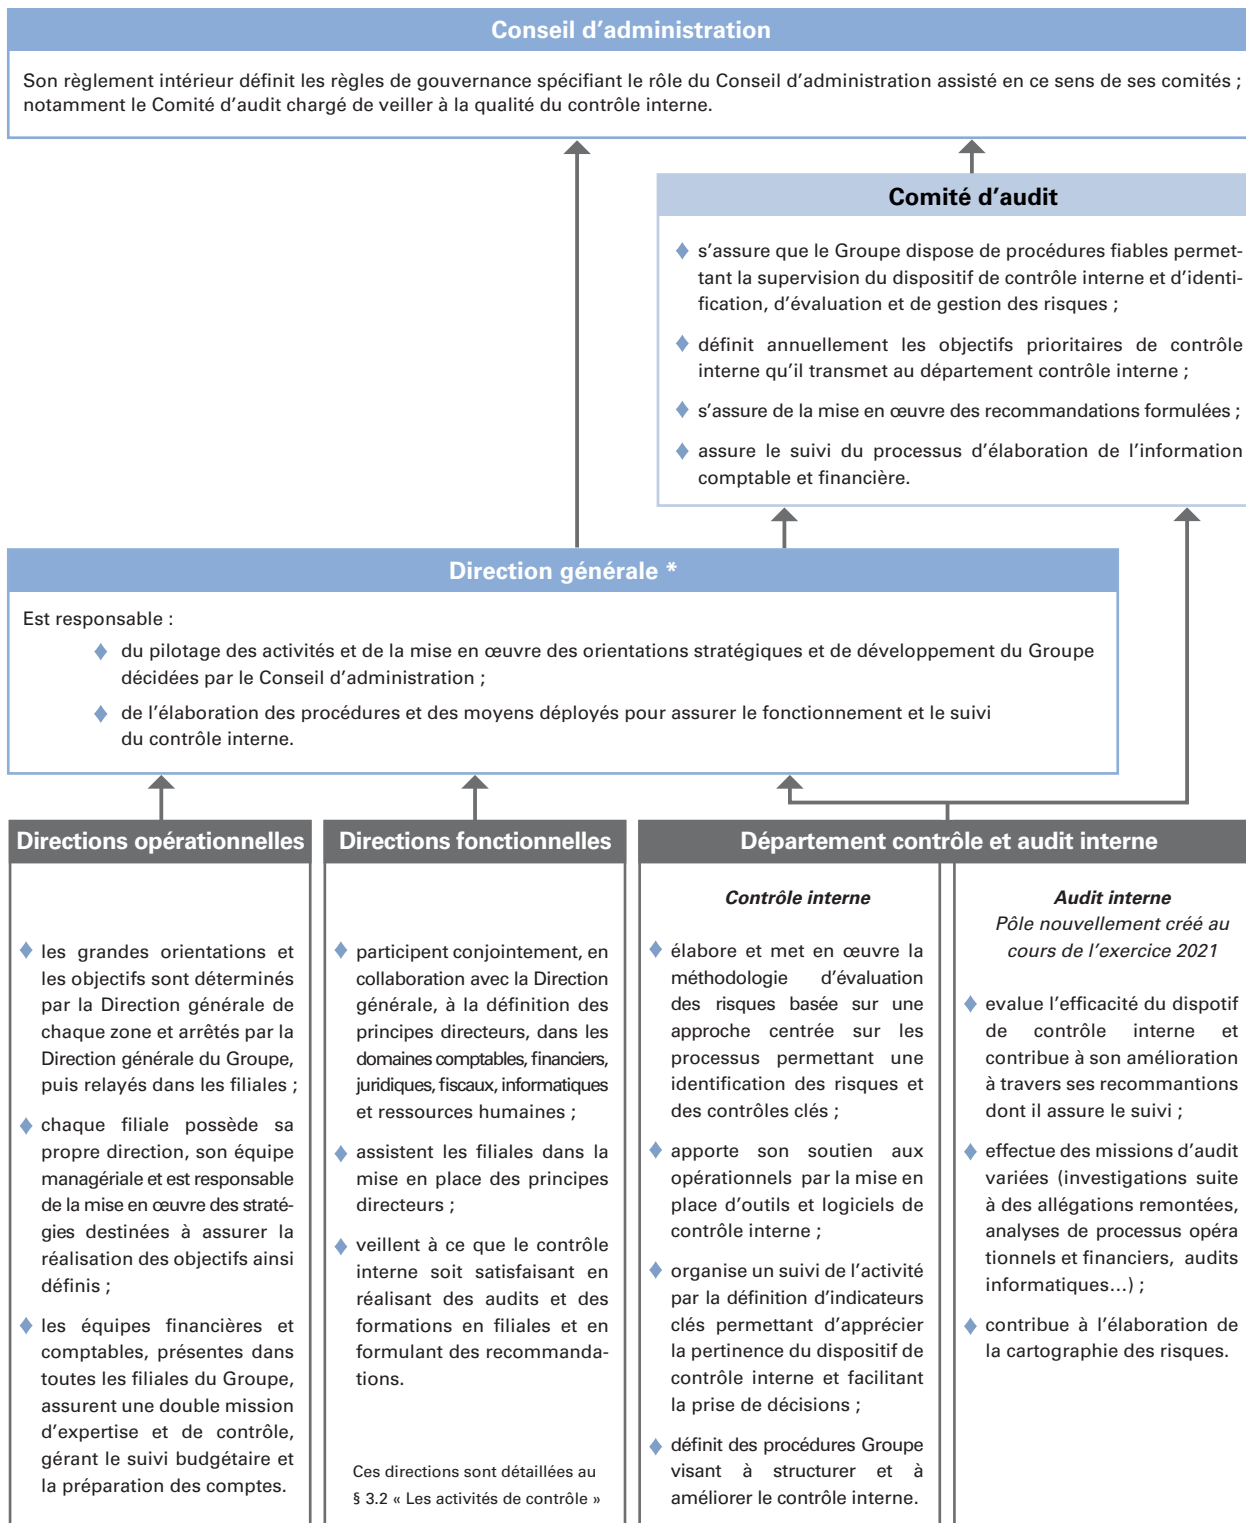 Conseil d’administration
Son règlement intérieur définit les règles de gouvernance spécifiant le rôle du Conseil d’administration assisté en ce sens de ses comités ;
notamment le Comité d’audit chargé de veiller à la qualité du contrôle interne.
Comité d’audit
♦ s’assure que le Groupe dispose de procédures fiables permet-
tant la supervision du dispositif de contrôle interne et d’identi-
fication, d’évaluation et de gestion des risques ;
♦ définit annuellement les objectifs prioritaires de contrôle
interne qu’il transmet au département contrôle interne ;
♦ s’assure de la mise en œuvre des recommandations formulées ;
♦ assure le suivi du processus d’élaboration de l’information
comptable et financière.
Direction générale *
Est responsable :
♦ du pilotage des activités et de la mise en œuvre des orientations stratégiques et de développement du Groupe
décidées par le Conseil d’administration ;
♦ de l’élaboration des procédures et des moyens déployés pour assurer le fonctionnement et le suivi
du contrôle interne.
Directions opérationnelles
♦ les grandes orientations et
les objectifs sont déterminés
par la Direction générale de
chaque zone et arrêtés par la
Direction générale du Groupe,
puis relayés dans les filiales ;
♦ chaque filiale possède sa
propre direction, son équipe
managériale et est responsable
de la mise en œuvre des straté-
gies destinées à assurer la
réalisation des objectifs ainsi
définis ;
♦ les équipes financières et
comptables, présentes dans
toutes les filiales du Groupe,
assurent une double mission
d’expertise et de contrôle,
gérant le suivi budgétaire et
la préparation des comptes.
Directions fonctionnelles
♦ participent conjointement, en
collaboration avec la Direction
générale, à la définition des
principes directeurs, dans les
domaines comptables, financiers,
juridiques, fiscaux, informatiques
et ressources humaines ;
♦ assistent les filiales dans la
mise en place des principes
directeurs ;
♦ veillent à ce que le contrôle
interne soit satisfaisant en
réalisant des audits et des
formations en filiales et en
formulant des recommanda-
tions.
Ces directions sont détaillées au
§ 3.2 « Les activités de contrôle »
Département contrôle et audit interne
Contrôle interne
♦ élabore et met en œuvre la
méthodologie d’évaluation
des risques basée sur une
approche centrée sur les
processus permettant une
identification des risques et
des contrôles clés ;
♦ apporte son soutien aux
opérationnels par la mise en
place d’outils et logiciels de
contrôle interne ;
♦ organise un suivi de l’activité
par la définition d’indicateurs
clés permettant d’apprécier
la pertinence du dispositif de
contrôle interne et facilitant
la prise de décisions ;
♦ définit des procédures Groupe
visant à structurer et à
améliorer le contrôle interne.
Audit interne
Pôle nouvellement créé au
cours de l’exercice 2021
♦ evalue l’efficacité du dispotif
de contrôle interne et
contribue à son amélioration
à travers ses recommantions
dont il assure le suivi ;
♦ effectue des missions d’audit
variées (investigations suite
à des allégations remontées,
analyses de processus opéra
tionnels et financiers, audits
informatiques…) ;
♦ contribue à l’élaboration de
la cartographie des risques.